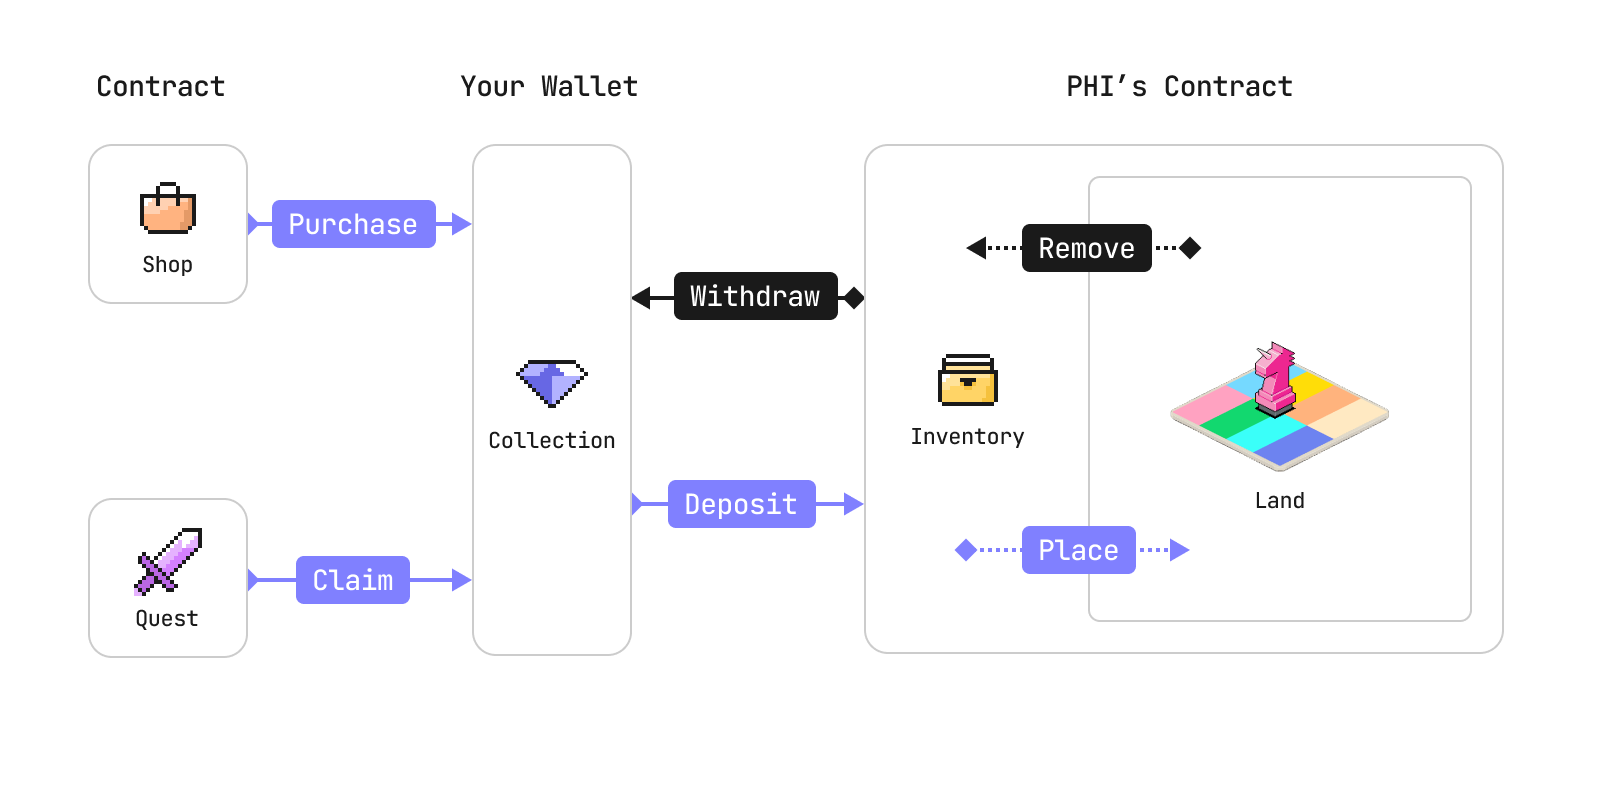 Contract
Your Wallet
PHI’s Contract
Shop
Purchase
Quest
Claim
Collection
Withdraw
Deposit
Inventory
Remove
Place
Land